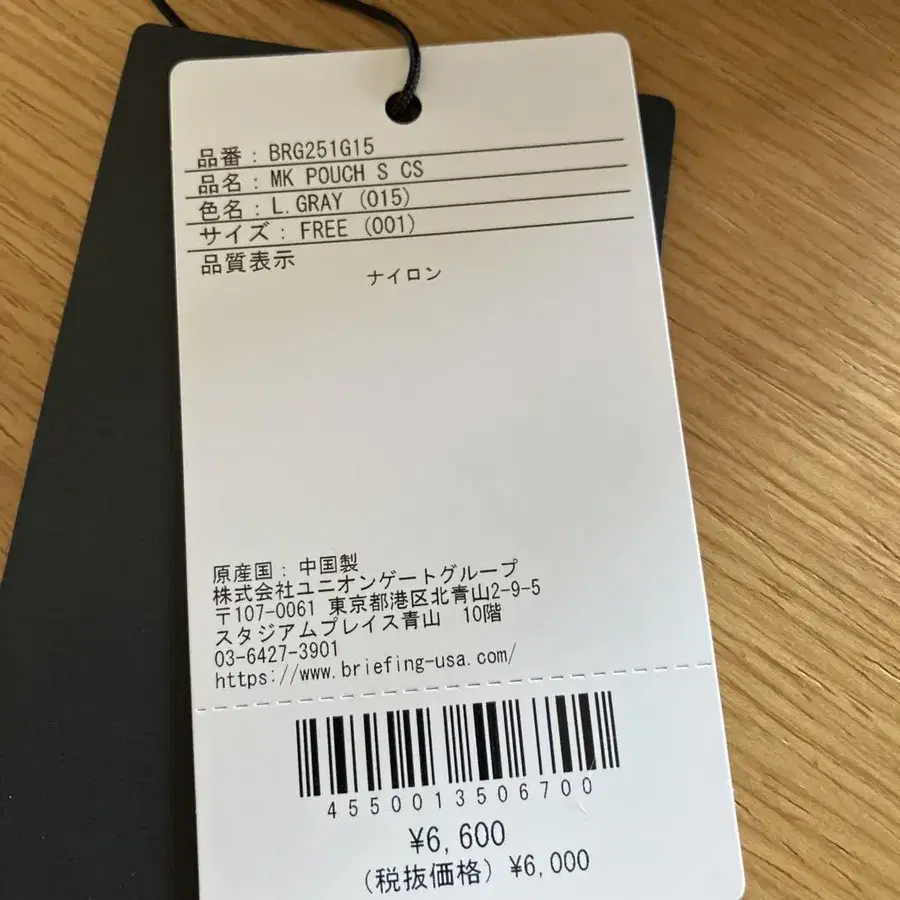 品番: BRG251G15
品名: MK POUCH S CS
色名: L.GRAY (015)
サイズ: FREE (001)
品質表示
ナイロン
原産国: 中国製
株式会社ユニオンゲートグループ
〒107-0061 東京都港区北青山2-9-5
スタジアムプレイス青山 10階
03-6427-3901
https://www.briefing-usa.com/
4550013506700
¥6,600
(税抜価格) ¥6,000